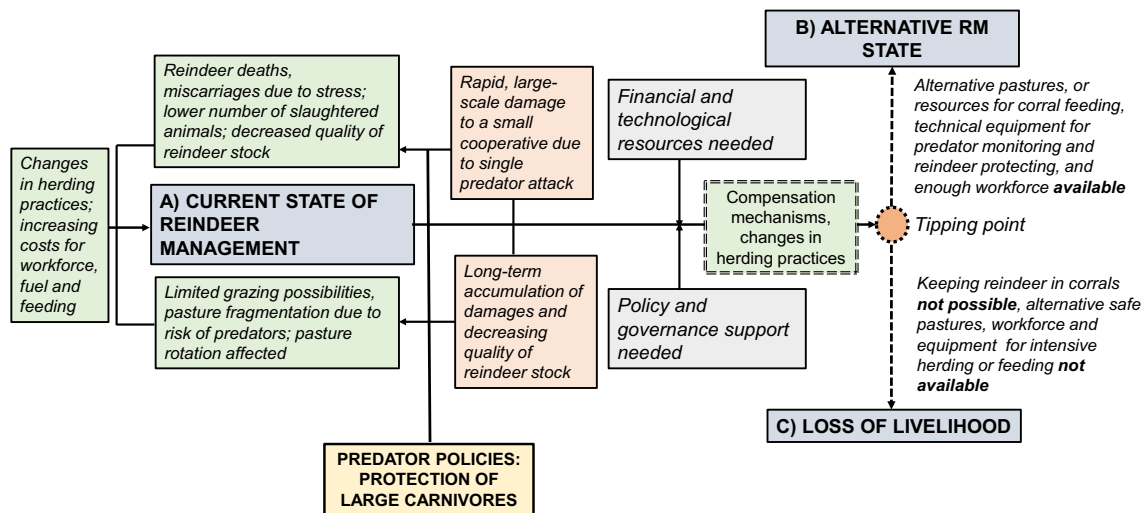 Changes
in herding
practices;
increasing
costs for
workforce,
fuel and
feeding
Reindeer deaths,
miscarriages due to stress;
lower number of slaughtered
animals; decreased quality of
reindeer stock
A) CURRENT STATE OF
REINDEER
MANAGEMENT
Limited grazing possibilities,
pasture fragmentation due to
risk of predators; pasture
rotation affected
Rapid, large-
scale damage
to a small
cooperative due
to single
predator attack
Long-term
accumulation of
damages and
decreasing
quality of
reindeer stock
PREDATOR POLICIES:
PROTECTION OF
LARGE CARNIVORES
Financial and
technological
resources needed
Policy and
governance support
needed
Compensation
mechanisms,
changes in
herding practices
B) ALTERNATIVE RM
STATE
Alternative pastures, or
resources for corral feeding,
technical equipment for
predator monitoring and
reindeer protecting, and
enough workforce available
Tipping point
Keeping reindeer in corrals
not possible, alternative safe
pastures, workforce and
equipment for intensive
herding or feeding not
available
C) LOSS OF LIVELIHOOD